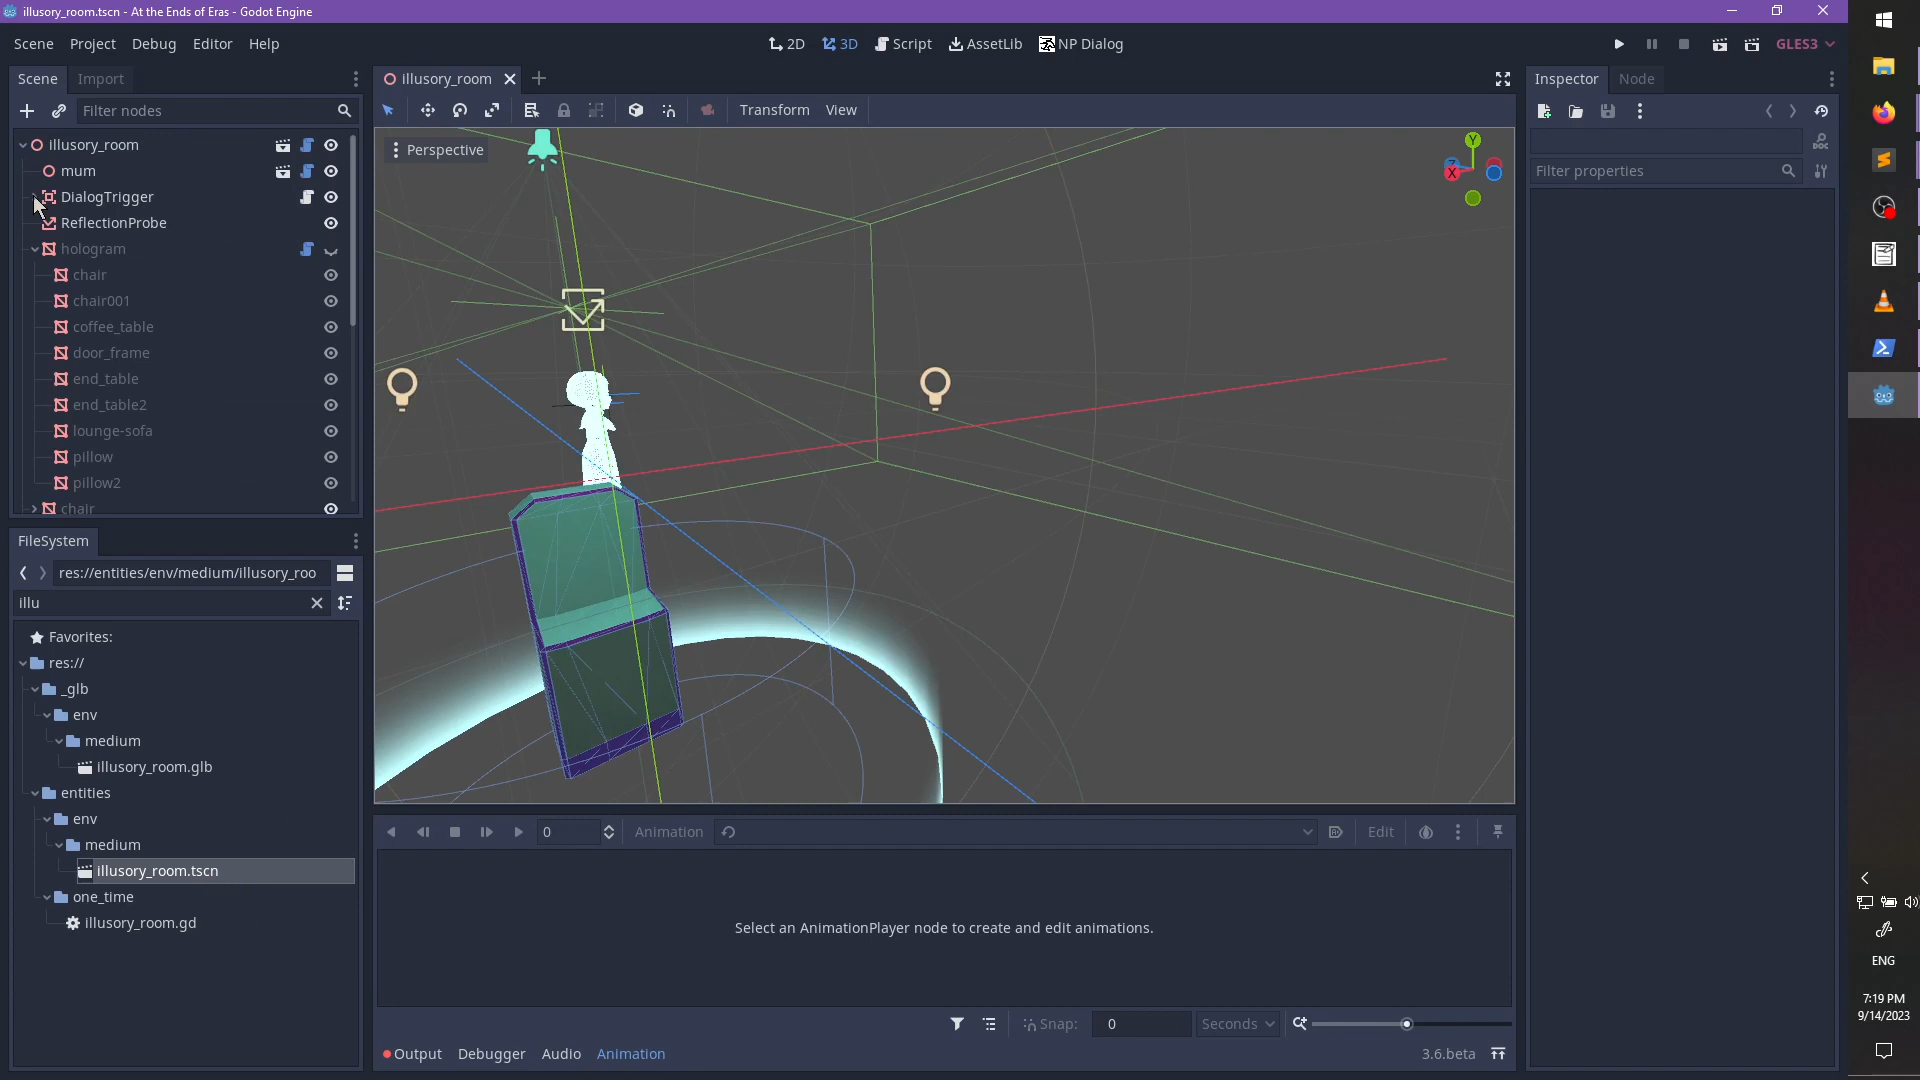 illusory_room.tscn - At the Ends of Eras - Godot Engine
Scene Project Debug Editor Help
2D 3D Script AssetLib NP Dialog
GLES3
Scene Import
illusory_room
Inspector Node
Filter nodes
Transform View
illusory_room
mum
DialogTrigger
ReflectionProbe
hologram
chair
chair001
coffee_table
door_frame
end_table
end_table2
lounge-sofa
pillow
pillow2
chair
Perspective
Y
Z
X
DOC
Filter properties
FileSystem
res://entities/env/medium/illusory_roo
illu
Favorites:
res://
_glb
env
medium
illusory_room.glb
entities
env
medium
illusory_room.tscn
one_time
illusory_room.gd
0
Animation
Edit
Select an AnimationPlayer node to create and edit animations.
Snap: 0 Seconds
Output Debugger Audio Animation
3.6.beta
ENG
7:19 PM
9/14/2023